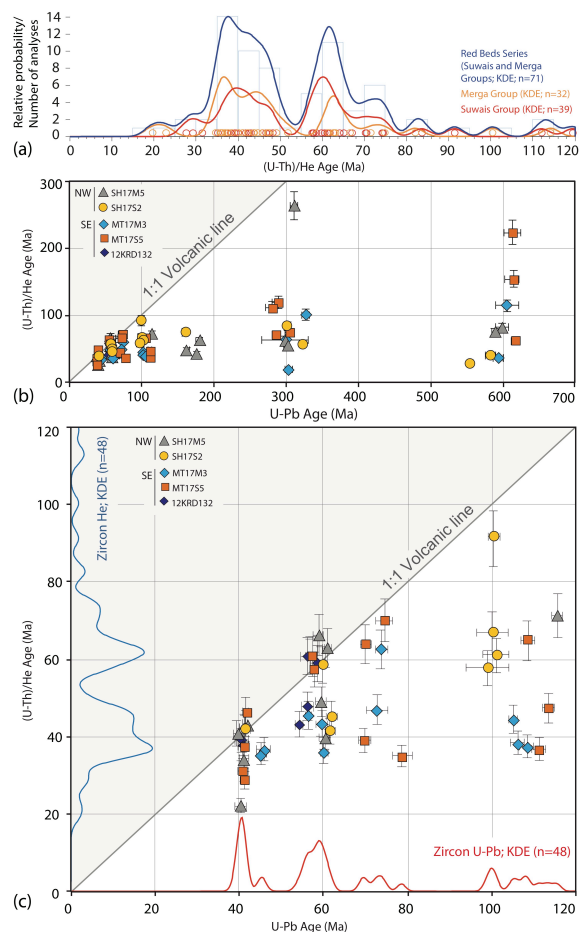 Relative probability/
Number of analyses
14
12
10
8
6
4
2
0
Red Beds Series
(Suwais and Merga
Groups; KDE; n=71)
Merga Group (KDE; n=32)
Suwais Group (KDE; n=39)
0 10 20 30 40 50 60 70 80 90 100 110 120
(a)
(U-Th)/He Age (Ma)
(U-Th)/He Age (Ma)
300
200
100
0
NW SH17M5
SH17S2
SE MT17M3
MT17S5
12KRD132
1:1 Volcanic line
0 100 200 300 400 500 600 700
(b)
U-Pb Age (Ma)
(U-Th)/He Age (Ma)
120
100
80
60
40
20
0
Zircon He; KDE (n=48)
NW SH17M5
SH17S2
SE MT17M3
MT17S5
12KRD132
1:1 Volcanic line
Zircon U-Pb; KDE (n=48)
(c)
0 20 40 60 80 100 120
U-Pb Age (Ma)